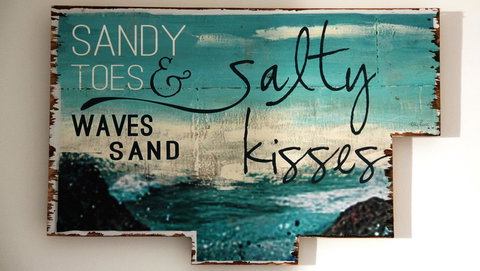 SANDY
TOES & salty
WAVES
SAND kisses